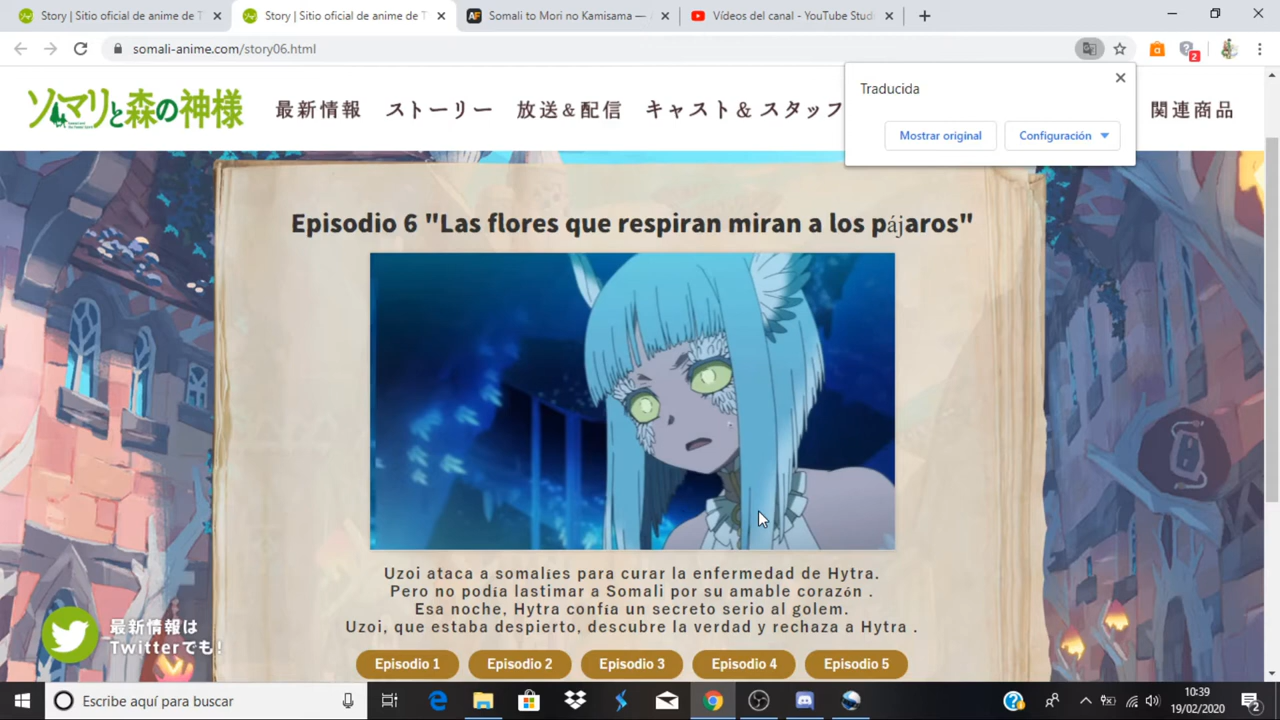 Story | Sitio oficial de anime de T
Story | Sitio oficial de anime de T
Somali to Mori no Kamisama —
Vídeos del canal - YouTube Studi
somali-anime.com/story06.html
2
Traducida
Mostrar original
Configuración
ソマリと森の神様
最新情報
ストーリー
放送&配信
キャスト&スタッフ
関連商品
Episodio 6 "Las flores que respiran miran a los pájaros"
Uzoi ataca a somalíes para curar la enfermedad de Hytra.
Pero no podía lastimar a Somali por su amable corazón .
Esa noche, Hytra confía un secreto serio al golem.
Uzoi, que estaba despierto, descubre la verdad y rechaza a Hytra .
最新情報は
Twitterでも!
Episodio 1
Episodio 2
Episodio 3
Episodio 4
Episodio 5
Escribe aquí para buscar
10:39
19/02/2020
2